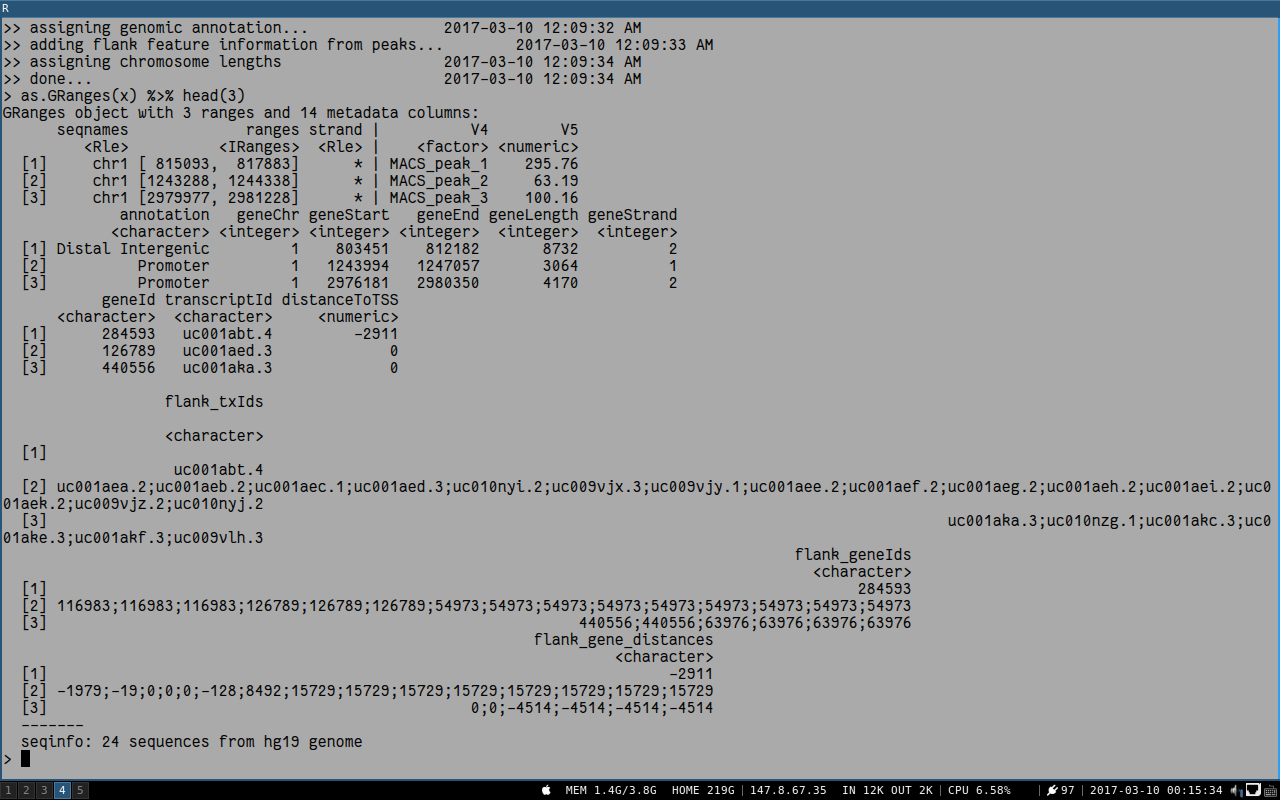 R
>> assigning genomic annotation... 2017-03-10 12:09:32 AM
>> adding flank feature information from peaks... 2017-03-10 12:09:33 AM
>> assigning chromosome lengths 2017-03-10 12:09:34 AM
>> done... 2017-03-10 12:09:34 AM
> as.GRanges(x) %>% head(3)
GRanges object with 3 ranges and 14 metadata columns:
seqnames ranges strand | V4 V5
<Rle> <IRanges> <Rle> | <factor> <numeric>
[1] chr1 [ 815093, 817883] * | MACS_peak_1 295.76
[2] chr1 [1243288, 1244338] * | MACS_peak_2 63.19
[3] chr1 [2979977, 2981228] * | MACS_peak_3 100.16
annotation geneChr geneStart geneEnd geneLength geneStrand
<character> <integer> <integer> <integer> <integer> <integer>
[1] Distal Intergenic 1 803451 812182 8732 2
[2] Promoter 1 1243994 1247057 3064 1
[3] Promoter 1 2976181 2980350 4170 2
geneId transcriptId distanceToTSS
<character> <character> <numeric>
[1] 284593 uc001abt.4 -2911
[2] 126789 uc001aed.3 0
[3] 440556 uc001aka.3 0
flank_txIds
<character>
[1]
uc001abt.4
[2] uc001aea.2;uc001aeb.2;uc001aec.1;uc001aed.3;uc010nyi.2;uc009vjx.3;uc009vjy.1;uc001aee.2;uc001aef.2;uc001aeg.2;uc001aeh.2;uc001aei.2;uc0
01aek.2;uc009vjz.2;uc010nyj.2
[3] uc001aka.3;uc010nzg.1;uc001akc.3;uc0
01ake.3;uc001akf.3;uc009vlh.3
flank_geneIds
<character>
[1] 284593
[2] 116983;116983;116983;126789;126789;126789;54973;54973;54973;54973;54973;54973;54973;54973;54973
[3] 440556;440556;63976;63976;63976;63976
flank_gene_distances
<character>
[1] -2911
[2] -1979;-19;0;0;0;-128;8492;15729;15729;15729;15729;15729;15729;15729;15729
[3] 0;0;-4514;-4514;-4514;-4514
-------
seqinfo: 24 sequences from hg19 genome
>
1 2 3 4 5 MEM 1.4G/3.8G HOME 219G | 147.8.67.35 IN 12K OUT 2K | CPU 6.58% | 97 | 2017-03-10 00:15:34